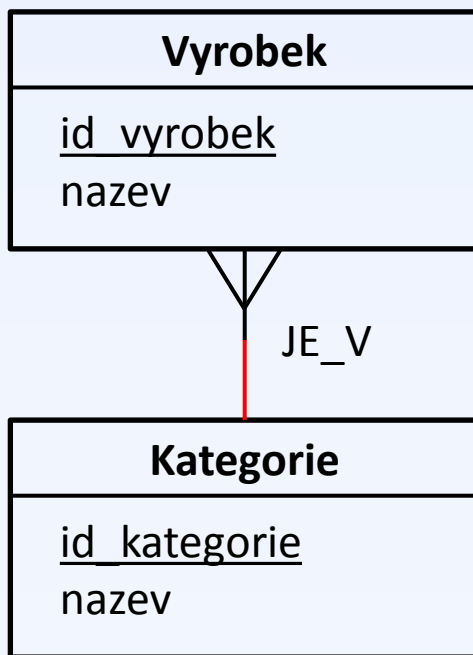 Vyrobek
id_vyrobek
nazev
JE_V
Kategorie
id_kategorie
nazev